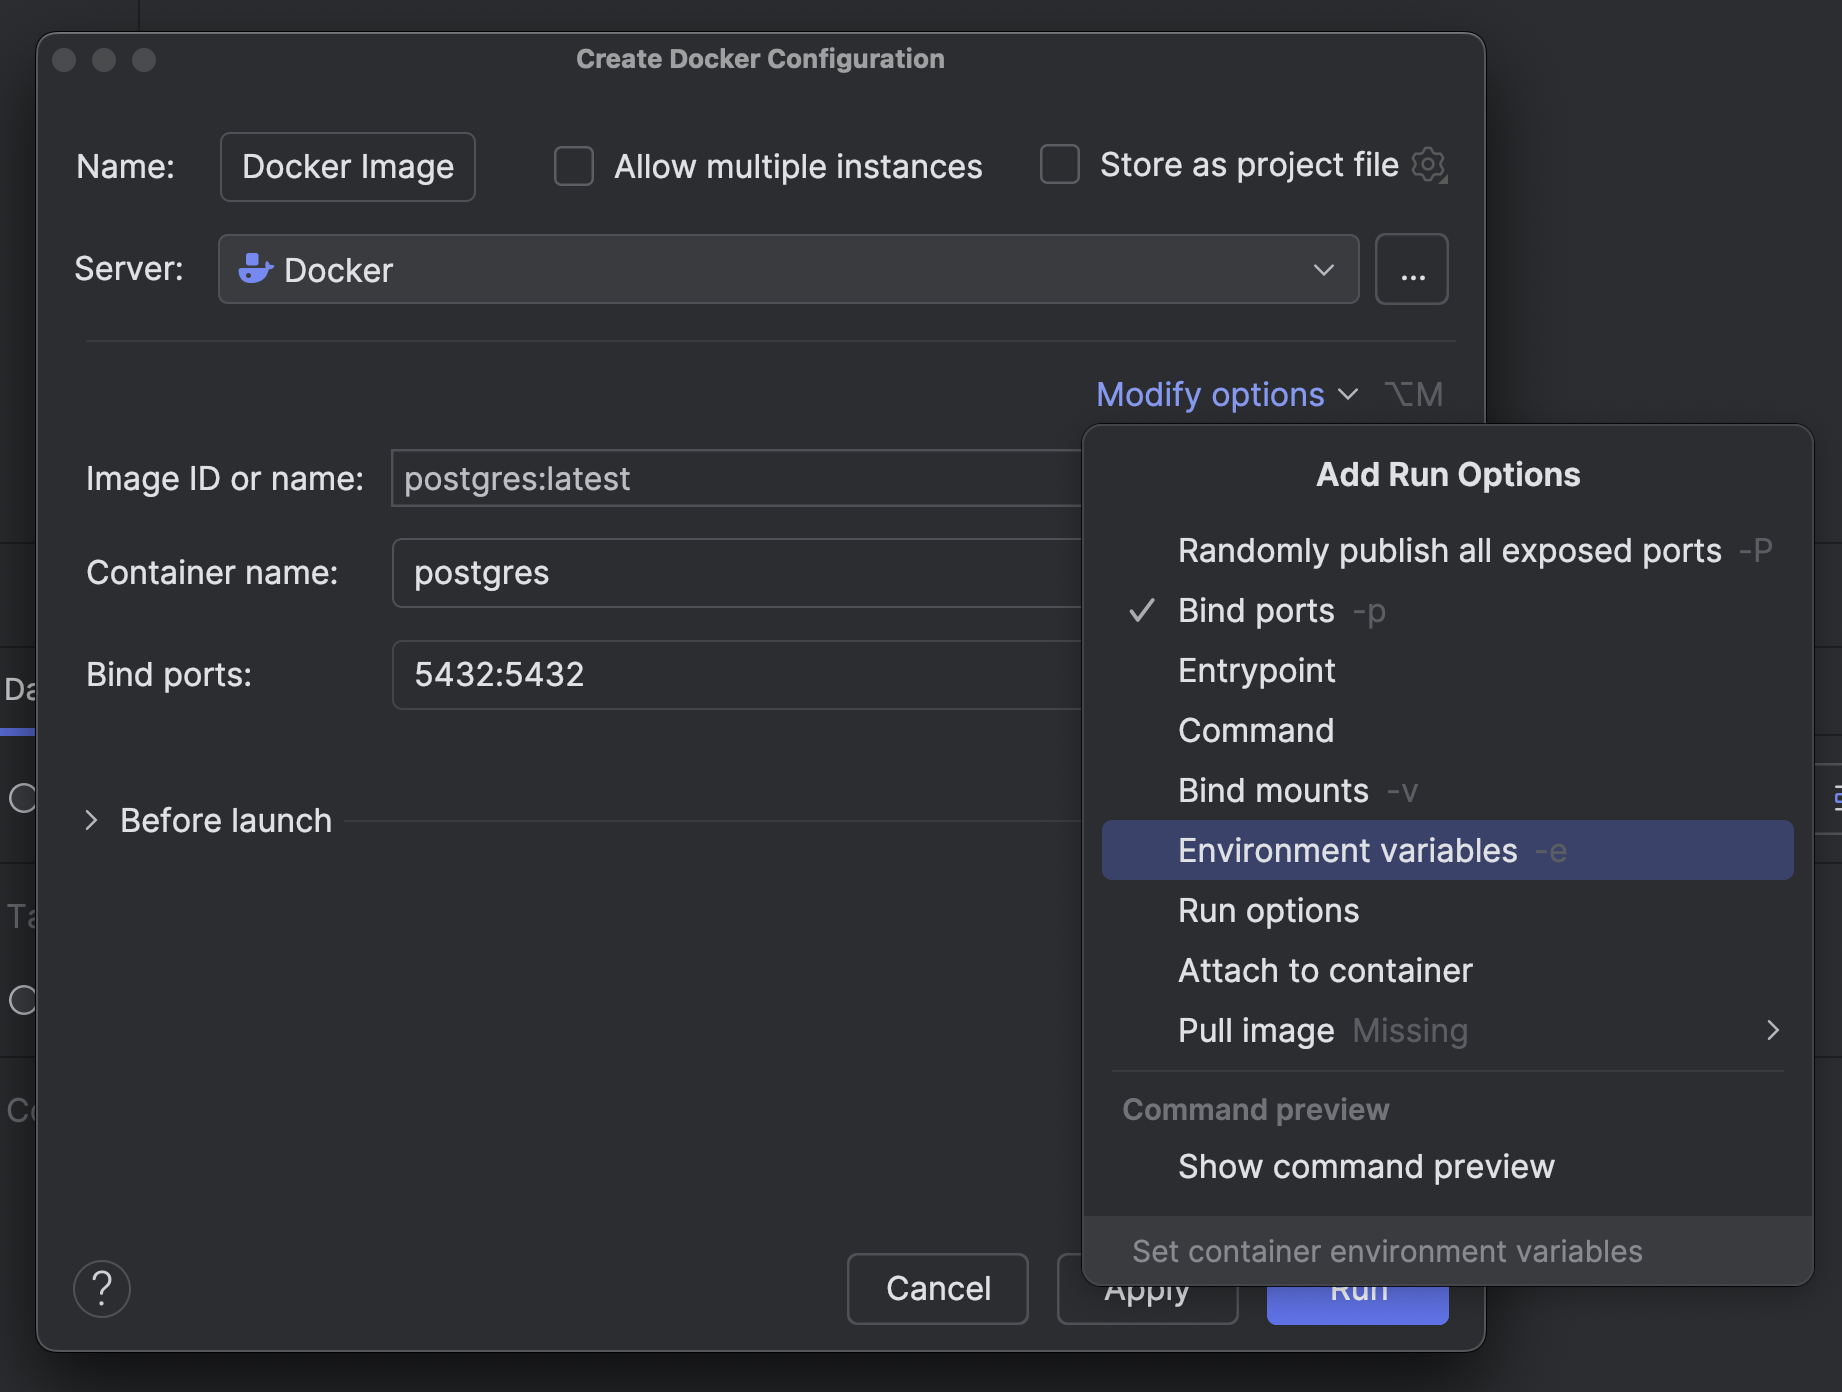 Create Docker Configuration
Name: Docker Image Allow multiple instances Store as project file
Server: Docker ...
Modify options ⌥M
Image ID or name: postgres:latest
Container name: postgres
Bind ports: 5432:5432
Before launch
Add Run Options
Randomly publish all exposed ports -P
Bind ports -p
Entrypoint
Command
Bind mounts -v
Environment variables -e
Run options
Attach to container
Pull image Missing
Command preview
Show command preview
Set container environment variables
? Cancel Apply Run